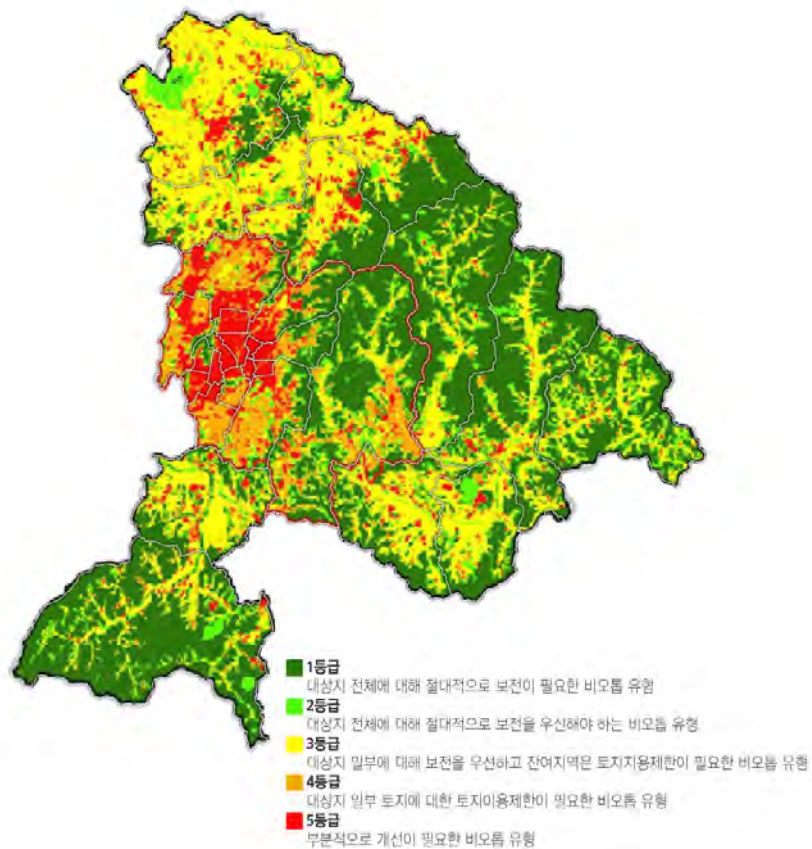 1등급
대상지 전체에 대해 절대적으로 보전이 필요한 비오톱 유형
2등급
대상지 전체에 대해 절대적으로 보전을 우선해야 하는 비오톱 유형
3등급
대상지 일부에 대해 보전을 우선하고 잔여지역은 토지이용제한이 필요한 비오톱 유형
4등급
대상지 일부 토지에 대한 토지이용제한이 필요한 비오톱 유형
5등급
부분적으로 개선이 필요한 비오톱 유형